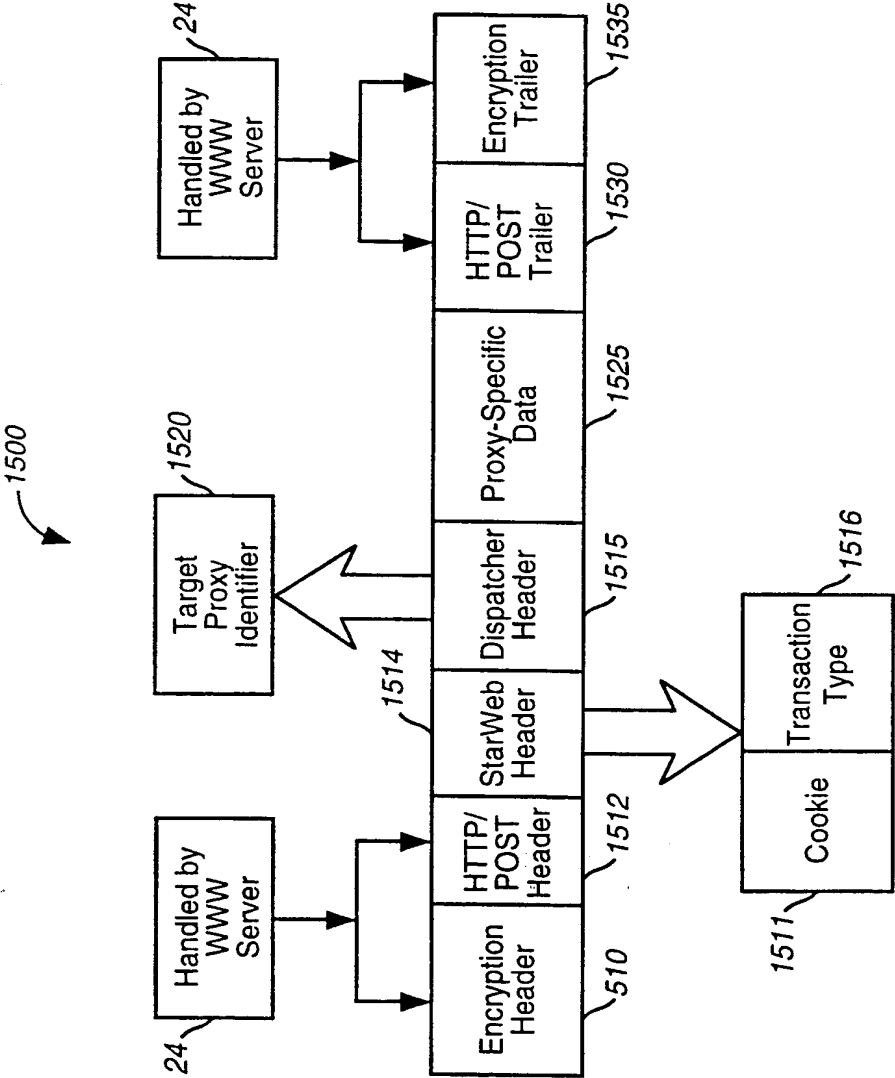 1500
24
Handled by
WWW
Server
1520
Target
Proxy
Identifier
24
Handled by
WWW
Server
1514
Encryption
Header
HTTP/
POST
Header
StarWeb
Header
Dispatcher
Header
Proxy-Specific
Data
HTTP/
POST
Trailer
Encryption
Trailer
510
1512
1515
1525
1530
1535
1511
Cookie
Transaction
Type
1516